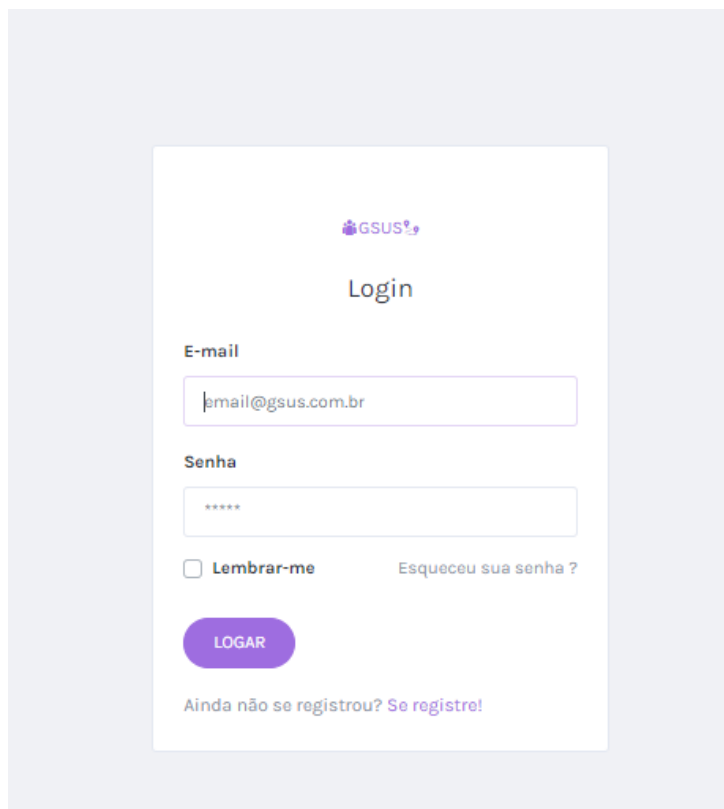 GSUS
Login
E-mail
email@gsus.com.br
Senha
*****
Lembrar-me Esqueceu sua senha ?
LOGAR
Ainda não se registrou? Se registre!